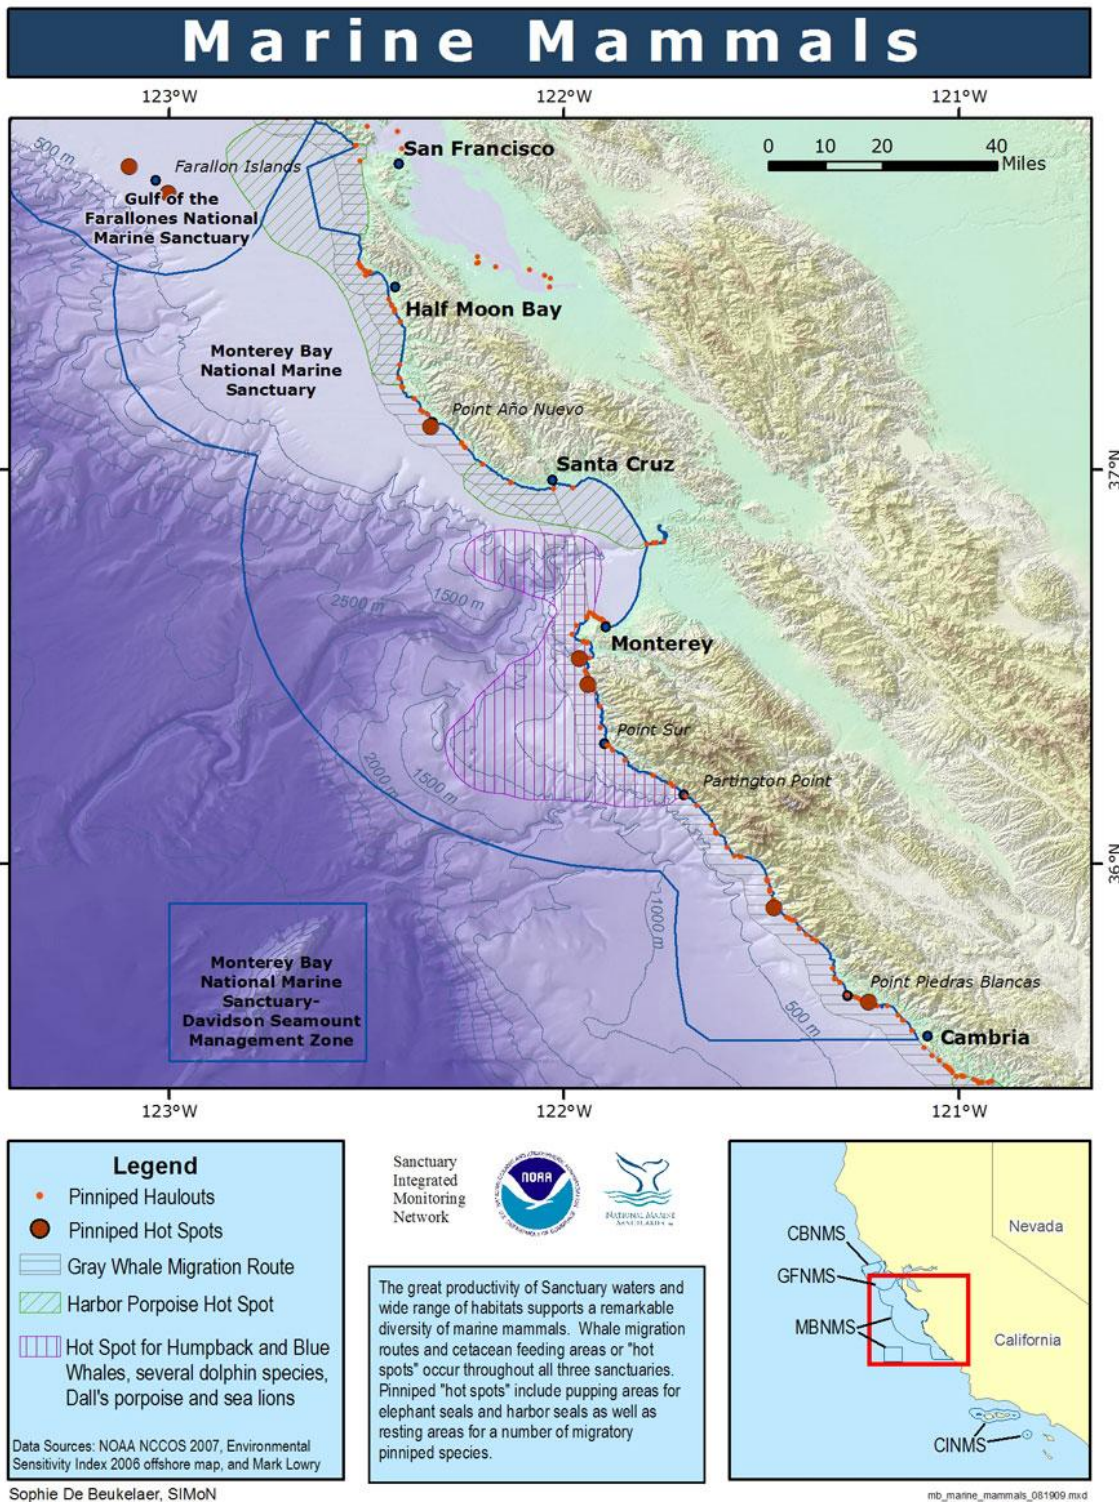 Marine Mammals
123°W
122°W
121°W
500 m
Farallon Islands
San Francisco
0 10 20 40
Miles
Gulf of the
Farallones National
Marine Sanctuary
Half Moon Bay
Monterey Bay
National Marine
Sanctuary
Point Año Nuevo
Santa Cruz
37°N
2500 m
1500 m
Monterey
Point Sur
2000 m
1500 m
Partington Point
36°N
1000 m
Monterey Bay
National Marine
Sanctuary-
Davidson Seamount
Management Zone
Point Piedras Blancas
500 m
Cambria
123°W
122°W
121°W
Legend
Pinniped Haulouts
Pinniped Hot Spots
Gray Whale Migration Route
Harbor Porpoise Hot Spot
Hot Spot for Humpback and Blue
Whales, several dolphin species,
Dall's porpoise and sea lions
Data Sources: NOAA NCCOS 2007, Environmental
Sensitivity Index 2006 offshore map, and Mark Lowry
Sophie De Beukelaer, SIMoN
Sanctuary
Integrated
Monitoring
Network
NOAA
NATIONAL MARINE
SANCTUARIES
The great productivity of Sanctuary waters and
wide range of habitats supports a remarkable
diversity of marine mammals. Whale migration
routes and cetacean feeding areas or "hot
spots" occur throughout all three sanctuaries.
Pinniped "hot spots" include pupping areas for
elephant seals and harbor seals as well as
resting areas for a number of migratory
pinniped species.
CBNMS
GFNMS
MBNMS
CINMS
Nevada
California
mb_marine_mammals_081909.mxd